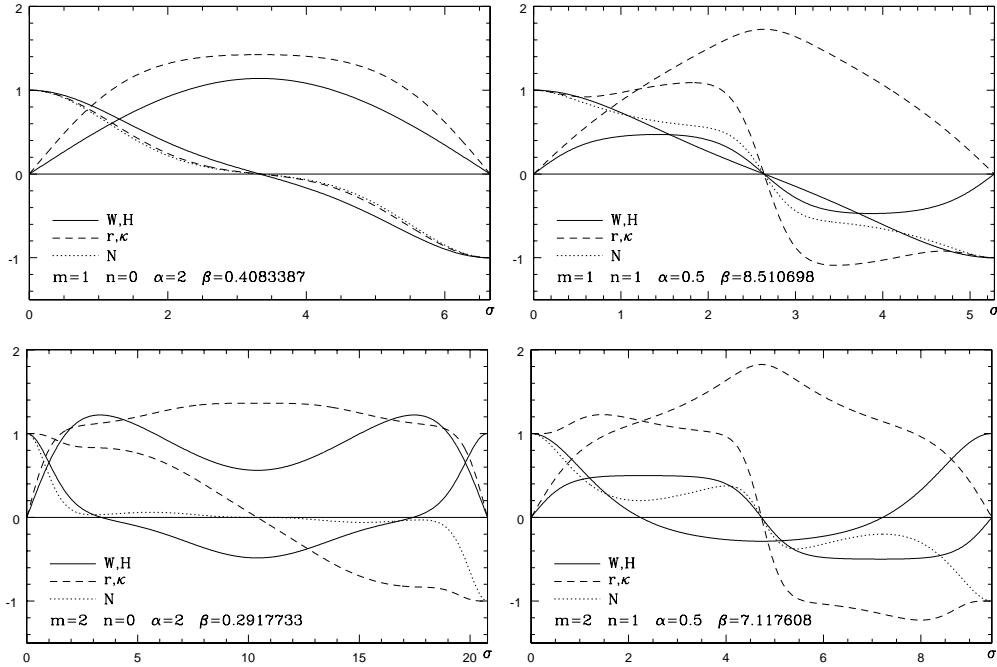 2
1
0
-1
W,H
r,κ
N
m=1 n=0 α=2 β=0.4083387
0 2 4 6 σ
2
1
0
-1
W,H
r,κ
N
m=1 n=1 α=0.5 β=8.510698
0 1 2 3 4 5 σ
2
1
0
-1
W,H
r,κ
N
m=2 n=0 α=2 β=0.2917733
0 5 10 15 20 σ
2
1
0
-1
W,H
r,κ
N
m=2 n=1 α=0.5 β=7.117608
0 2 4 6 8 σ